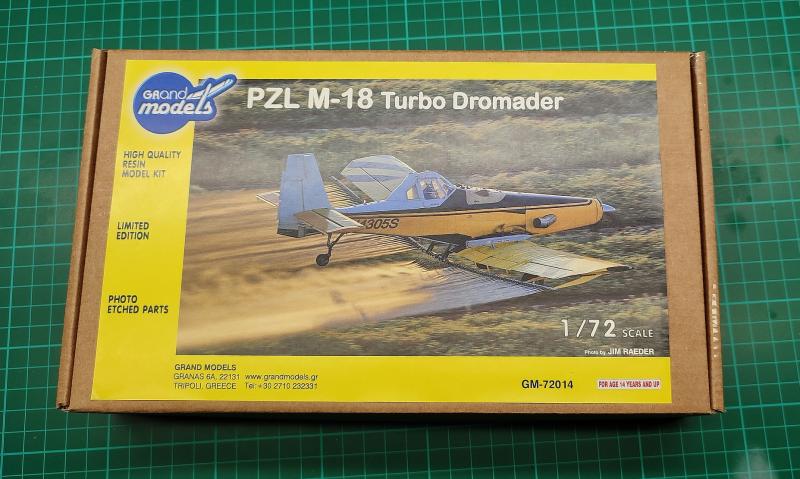 GRAnd
models
PZL M-18 Turbo Dromader
HIGH QUALITY
RESIN
MODEL KIT
LIMITED
EDITION
PHOTO
ETCHED PARTS
4305S
1/72 SCALE
Photo by JIM RAEDER
GRAND MODELS
GRANAS 6A, 22131 www.grandmodels.gr
TRIPOLI, GREECE Tel: +30 2710 232331
GM-72014
FOR AGE 14 YEARS AND UP